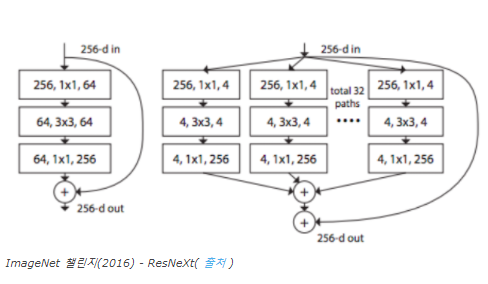 256-d in
256, 1x1, 64
64, 3x3, 64
64, 1x1, 256
+
256-d out
256-d in
256, 1x1, 4
256, 1x1, 4
256, 1x1, 4
total 32
paths
....
4, 3x3, 4
4, 3x3, 4
4, 3x3, 4
4, 1x1, 256
4, 1x1, 256
4, 1x1, 256
+
+
256-d out
ImageNet 챌린지(2016) - ResNeXt( 출처 )